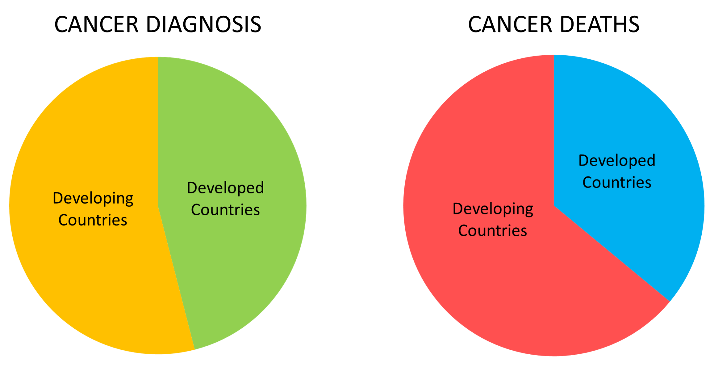 CANCER DIAGNOSIS
Developing
Countries
Developed
Countries
CANCER DEATHS
Developing
Countries
Developed
Countries